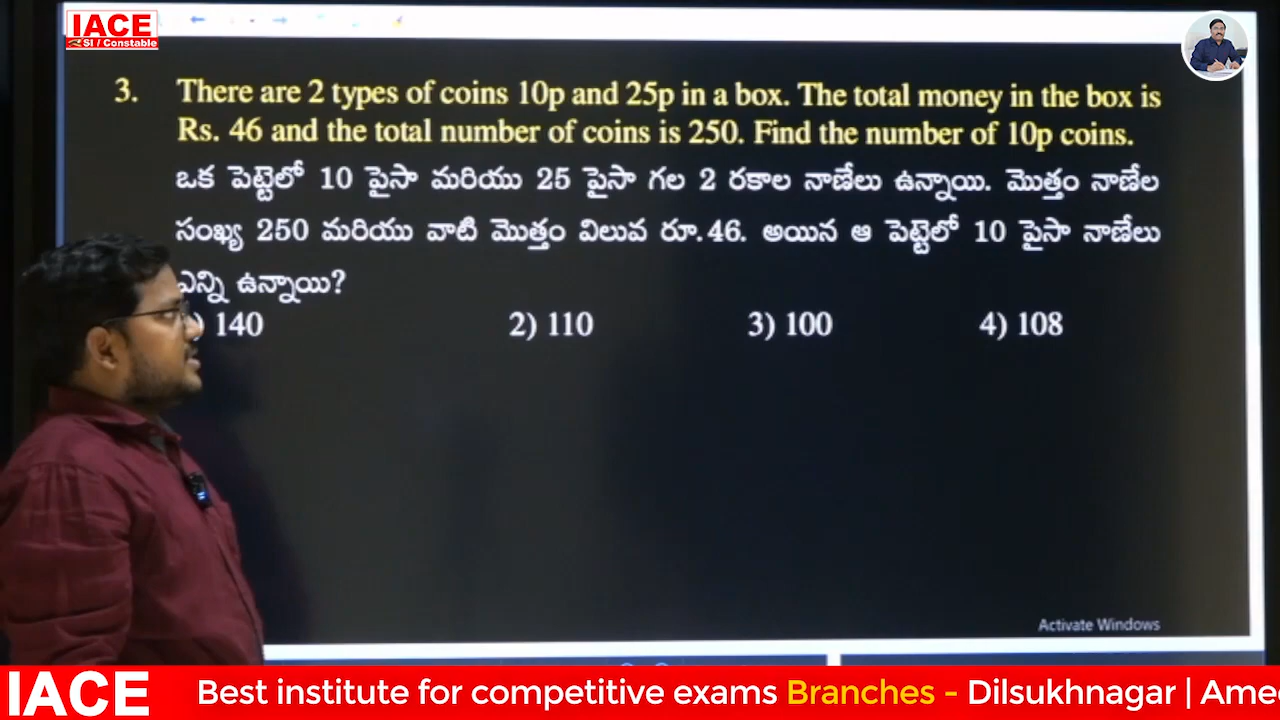 IACE
SI / Constable
3. There are 2 types of coins 10p and 25p in a box. The total money in the box is
Rs. 46 and the total number of coins is 250. Find the number of 10p coins.
ఒక పెట్టెలో 10 పైసా మరియు 25 పైసా గల 2 రకాల నాణేలు ఉన్నాయి. మొత్తం నాణేల
సంఖ్య 250 మరియు వాటి మొత్తం విలువ రూ.46. అయిన ఆ పెట్టెలో 10 పైసా నాణేలు
ఎన్ని ఉన్నాయి?
) 140 2) 110 3) 100 4) 108
Activate Windows
IACE Best institute for competitive exams Branches - Dilsukhnagar |